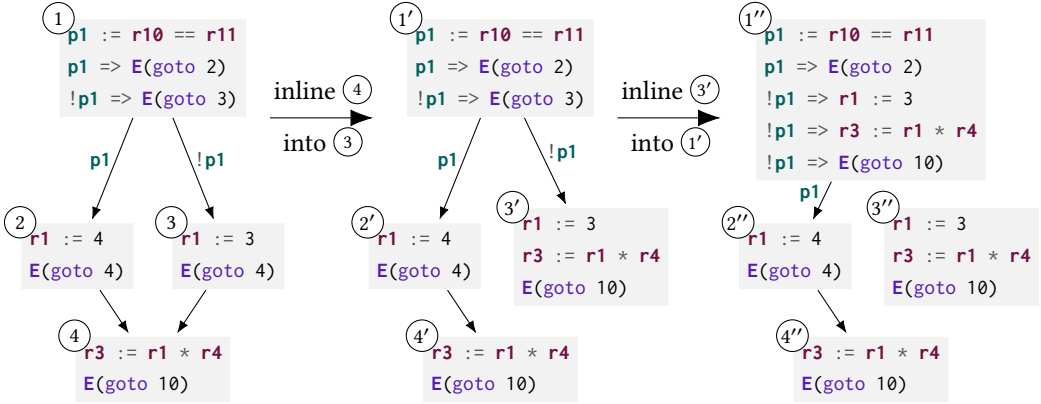 1
p1 := r10 == r11
p1 => E(goto 2)
!p1 => E(goto 3)
p1
!p1
2
r1 := 4
E(goto 4)
3
r1 := 3
E(goto 4)
4
r3 := r1 * r4
E(goto 10)
inline 4
into 3
1′
p1 := r10 == r11
p1 => E(goto 2)
!p1 => E(goto 3)
p1
!p1
2′
r1 := 4
E(goto 4)
3′
r1 := 3
r3 := r1 * r4
E(goto 10)
4′
r3 := r1 * r4
E(goto 10)
inline 3′
into 1′
1′′
p1 := r10 == r11
p1 => E(goto 2)
!p1 => r1 := 3
!p1 => r3 := r1 * r4
!p1 => E(goto 10)
p1
2′′
r1 := 4
E(goto 4)
3′′
r1 := 3
r3 := r1 * r4
E(goto 10)
4′′
r3 := r1 * r4
E(goto 10)